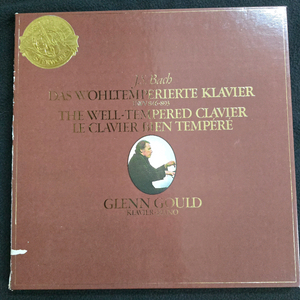 J.S. Bach
DAS WOHLTEMPERIERTE KLAVIER
THE WELL-TEMPERED CLAVIER
LE CLAVIER BIEN TEMPÉRÉ
GLENN GOULD